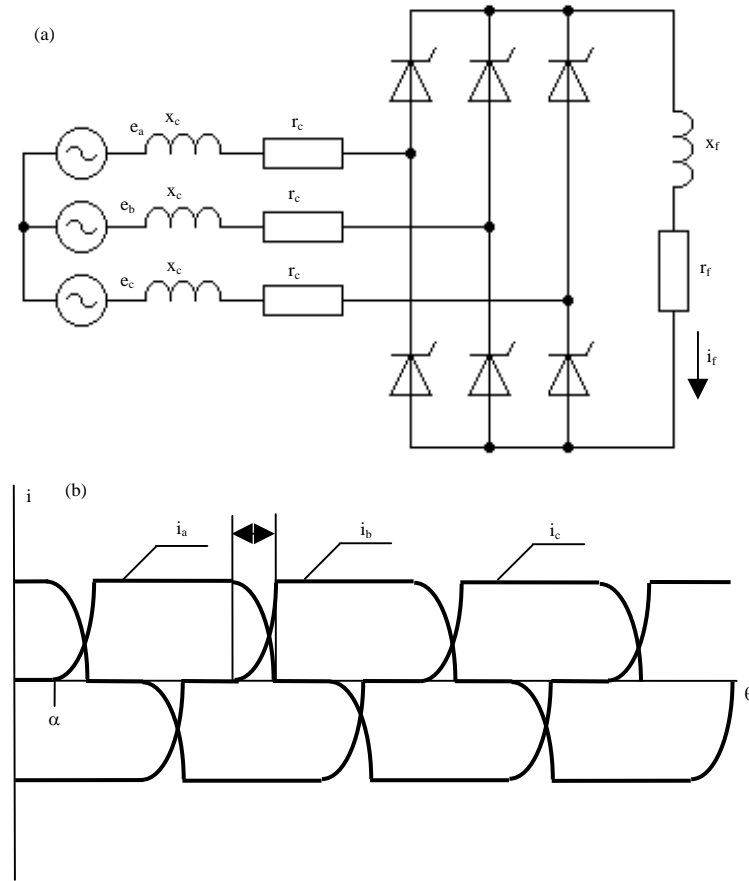 (a)
e_a x_c r_c
e_b x_c r_c
e_c x_c r_c
x_f
r_f
i_f
(b)
i
i_a
i_b
i_c
α
θ